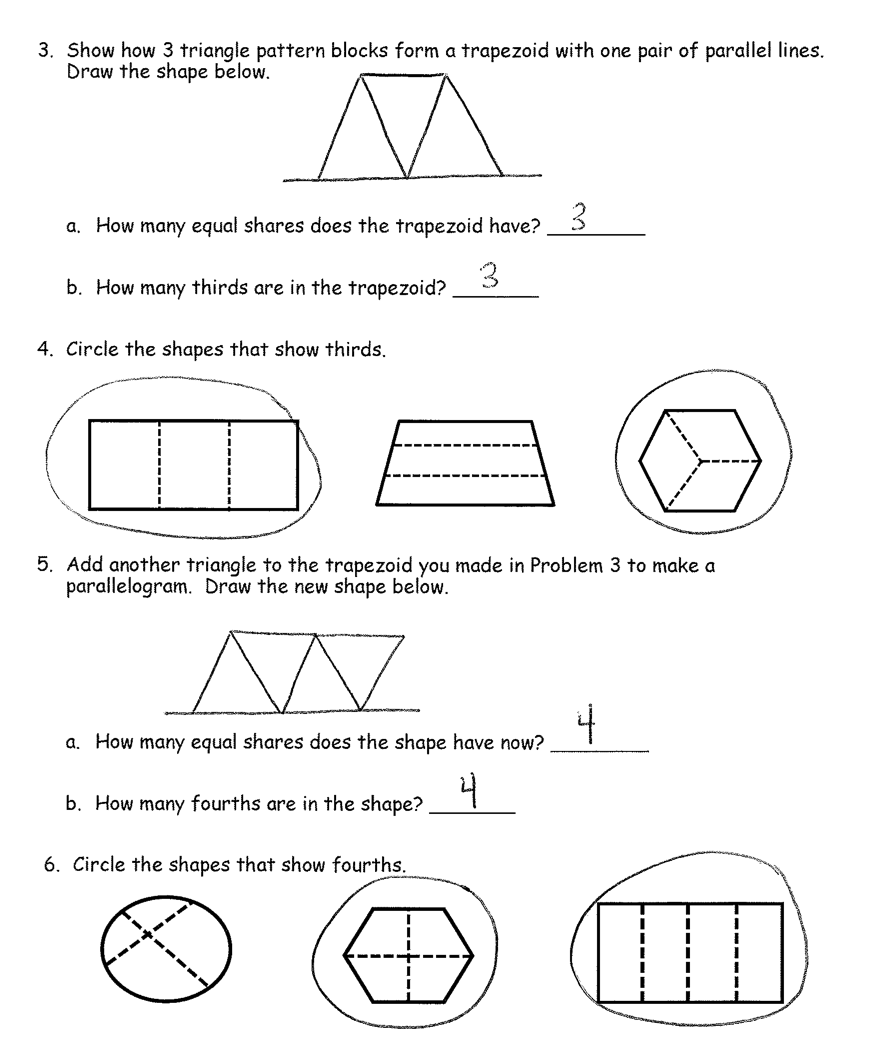 3. Show how 3 triangle pattern blocks form a trapezoid with one pair of parallel lines.
Draw the shape below.
a. How many equal shares does the trapezoid have? 3
b. How many thirds are in the trapezoid? 3
4. Circle the shapes that show thirds.
5. Add another triangle to the trapezoid you made in Problem 3 to make a
parallelogram. Draw the new shape below.
a. How many equal shares does the shape have now? 4
b. How many fourths are in the shape? 4
6. Circle the shapes that show fourths.